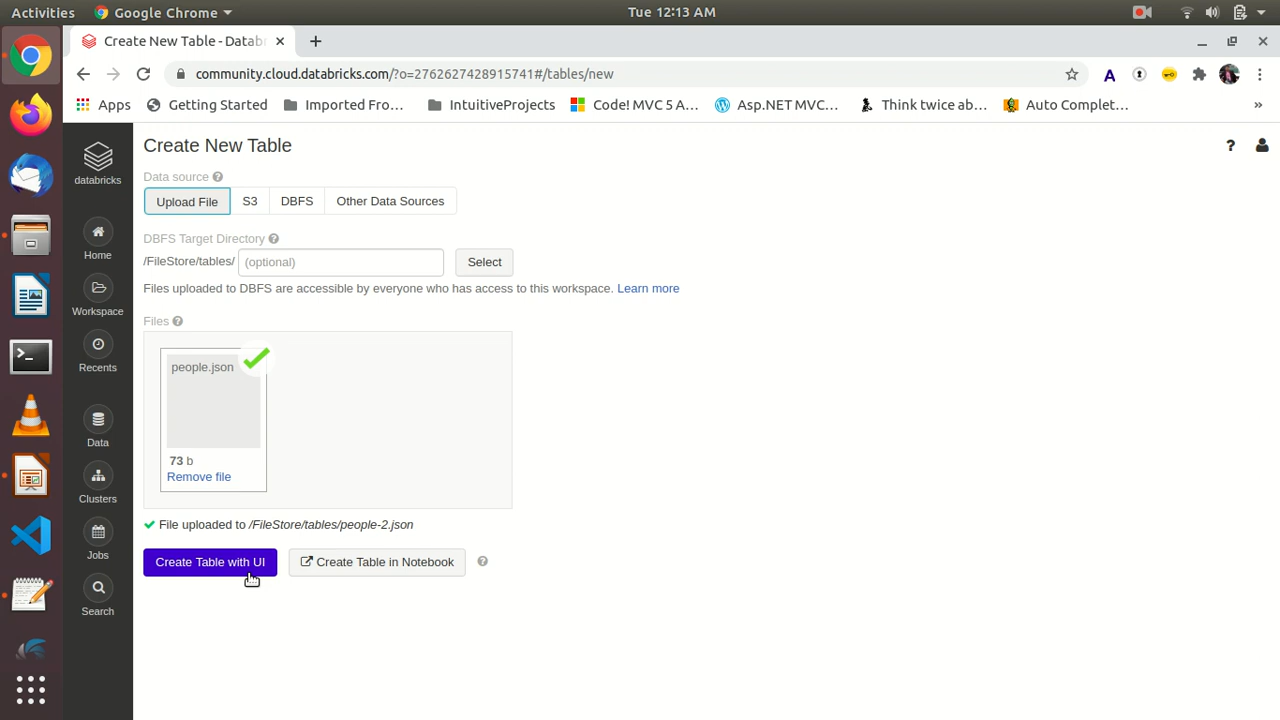 Activities Google Chrome Tue 12:13 AM
Create New Table - Datab
community.cloud.databricks.com/?o=2762627428915741#/tables/new
Apps Getting Started Imported Fro... IntuitiveProjects Code! MVC 5 A... Asp.NET MVC... Think twice ab... Auto Complet... »
databricks
Home
Workspace
Recents
Data
Clusters
Jobs
Search
Create New Table
Data source
Upload File S3 DBFS Other Data Sources
DBFS Target Directory
/FileStore/tables/ (optional) Select
Files uploaded to DBFS are accessible by everyone who has access to this workspace. Learn more
Files
people.json
73 b
Remove file
File uploaded to /FileStore/tables/people-2.json
Create Table with UI Create Table in Notebook